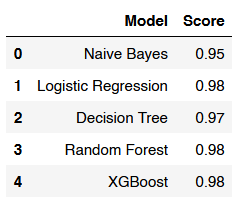 Model Score
0 Naive Bayes 0.95
1 Logistic Regression 0.98
2 Decision Tree 0.97
3 Random Forest 0.98
4 XGBoost 0.98